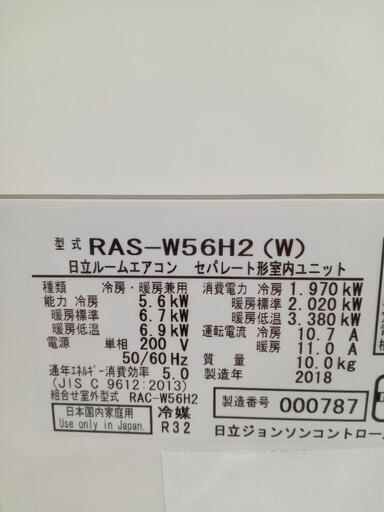 型式 RAS-W56H2(W)
日立ルームエアコン セパレート形室内ユニット
種類 冷房・暖房兼用 消費電力 冷房 1.970kW
能力 冷房 5.6kW 暖房標準 2.020kW
暖房標準 6.7kW 暖房低温 3.380kW
暖房低温 6.9kW 運転電流 冷房 10.7 A
電源 単相 200 V 暖房 11.0 A
50/60Hz 質量 10.0kg
通年エネルギー消費効率 5.0 製造年 2018
(JIS C 9612:2013)
組合せ室外型式 RAC-W56H2
日本国内家庭用 冷媒 製造番号 000787
Use only in Japan. R32
日立ジョンソンコントロー